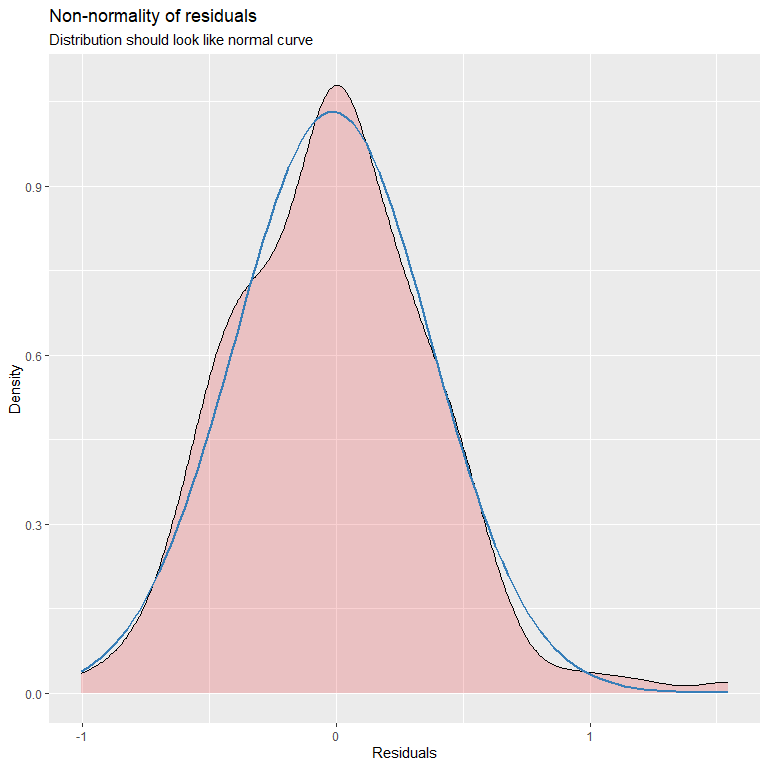 Non-normality of residuals
Distribution should look like normal curve
Density
0.9
0.6
0.3
0.0
-1
0
1
Residuals